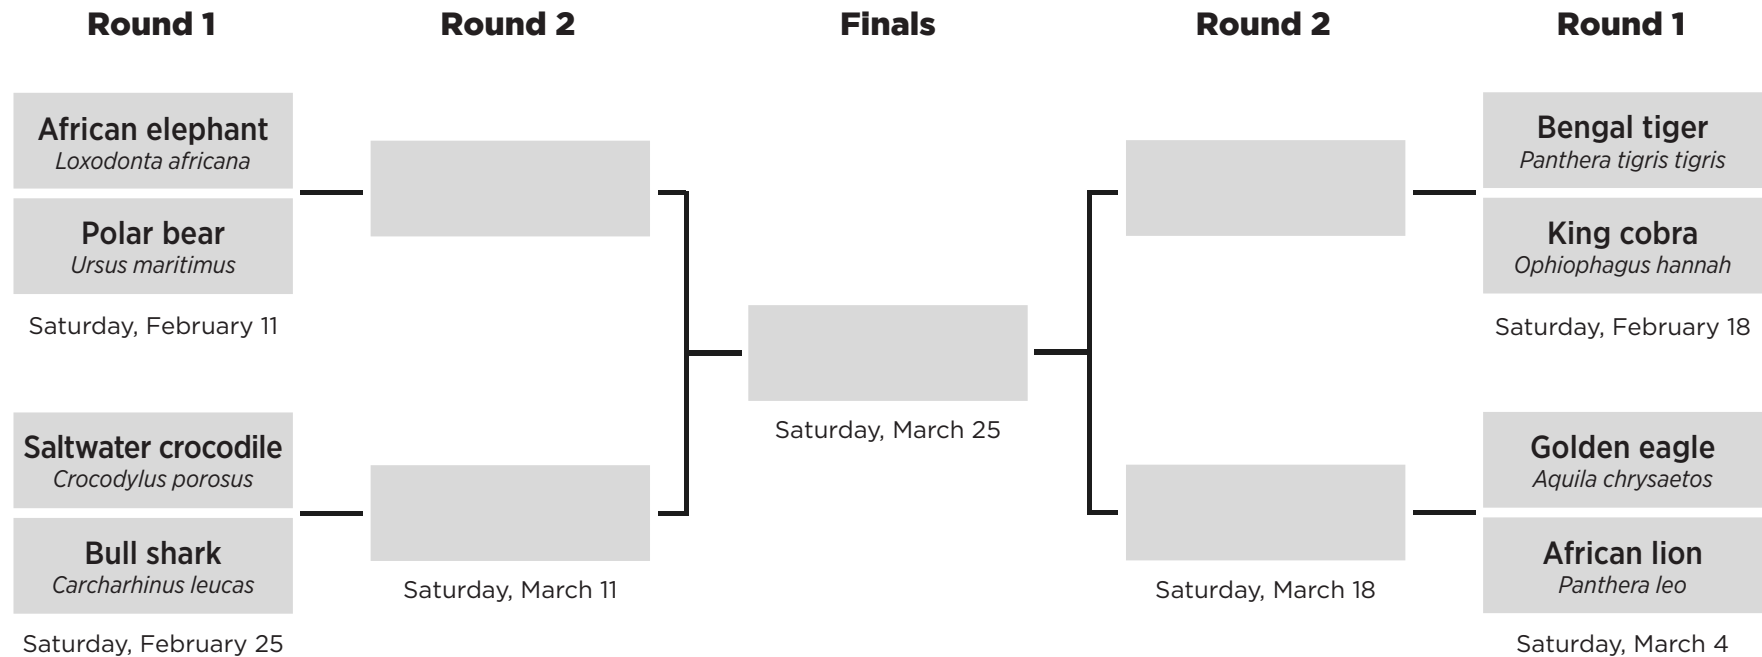 Round 1
Round 2
Finals
Round 2
Round 1
African elephant
Loxodonta africana
Polar bear
Ursus maritimus
Saturday, February 11
Saltwater crocodile
Crocodylus porosus
Bull shark
Carcharhinus leucas
Saturday, February 25
Saturday, March 11
Saturday, March 25
Saturday, March 18
Bengal tiger
Panthera tigris tigris
King cobra
Ophiophagus hannah
Saturday, February 18
Golden eagle
Aquila chrysaetos
African lion
Panthera leo
Saturday, March 4